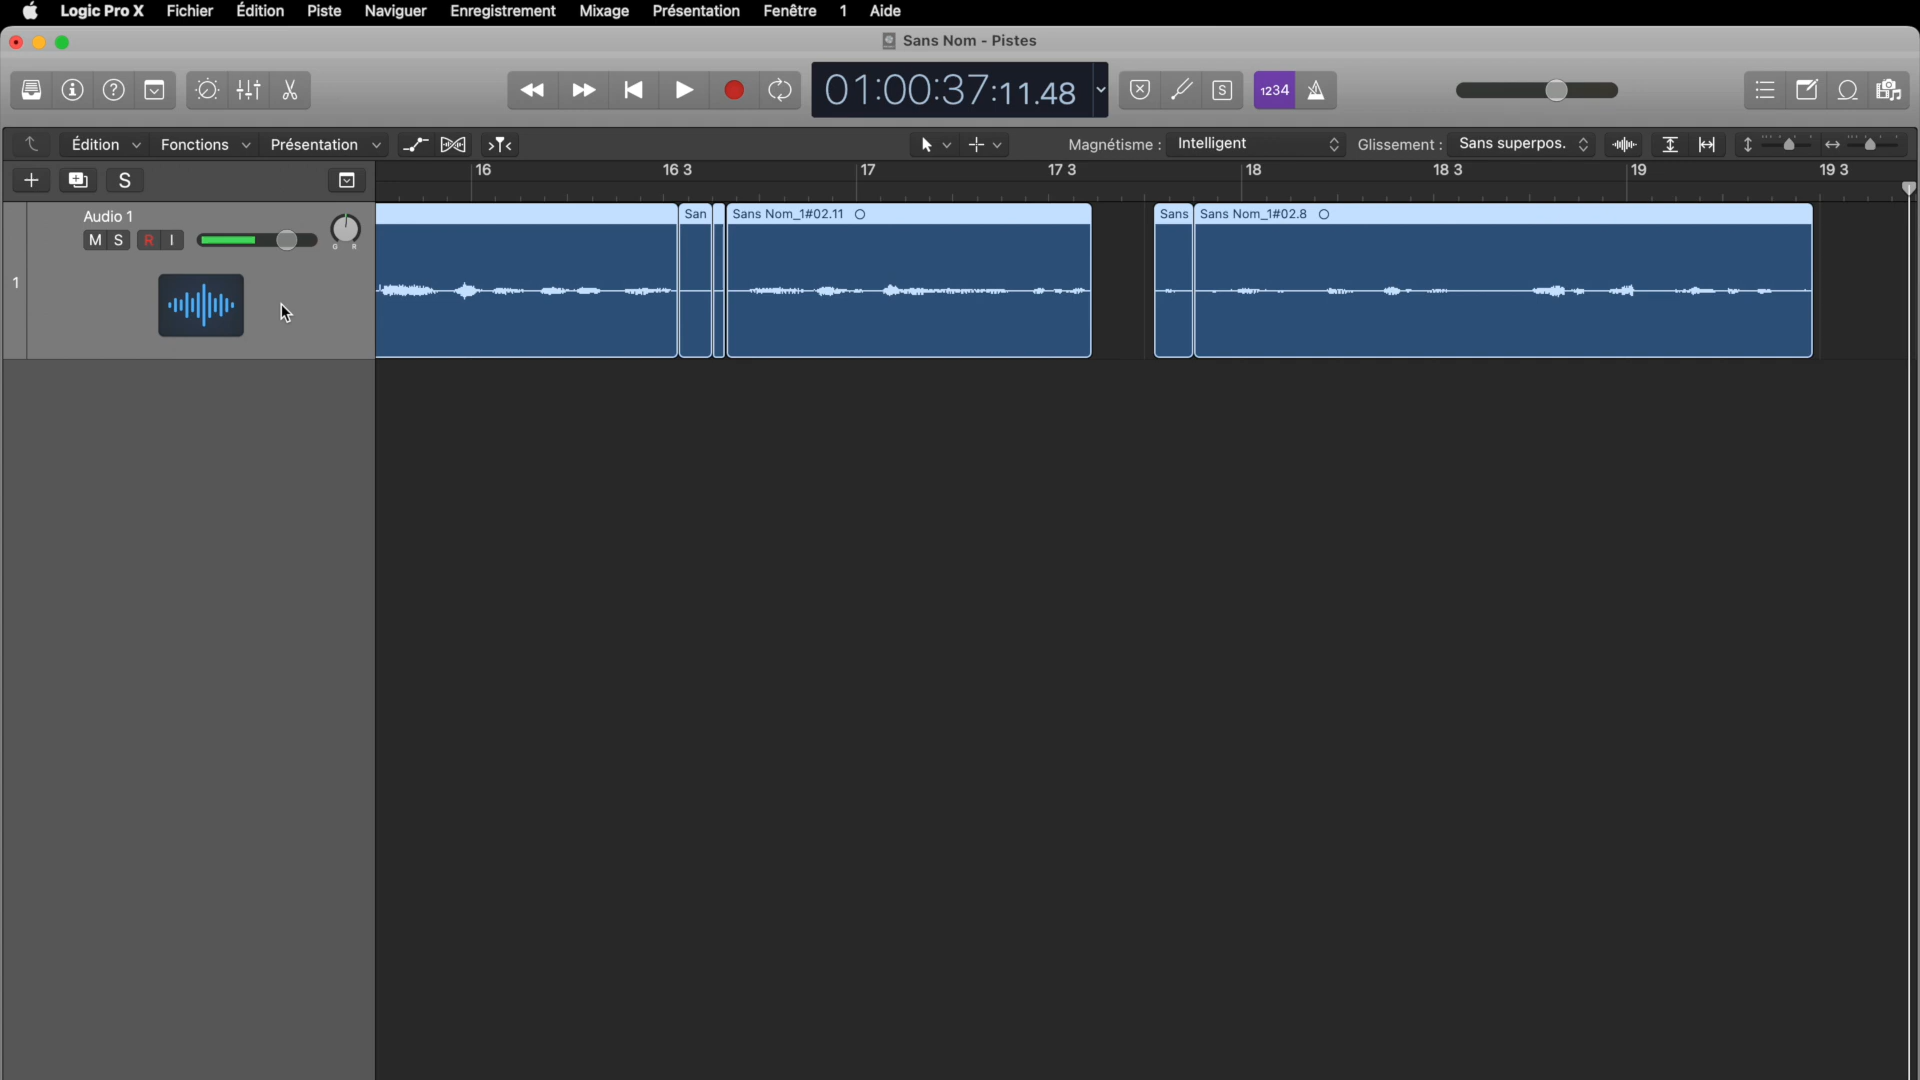 Logic Pro X Fichier Édition Piste Naviguer Enregistrement Mixage Présentation Fenêtre 1 Aide
Sans Nom - Pistes
01:00:37:11.48
S
1234
Édition Fonctions Présentation
Magnétisme : Intelligent
Glissement : Sans superpos.
S
16 16 3 17 17 3 18 18 3 19 19 3
Audio 1
M S R I
G R
1
San
Sans Nom_1#02.11
Sans
Sans Nom_1#02.8